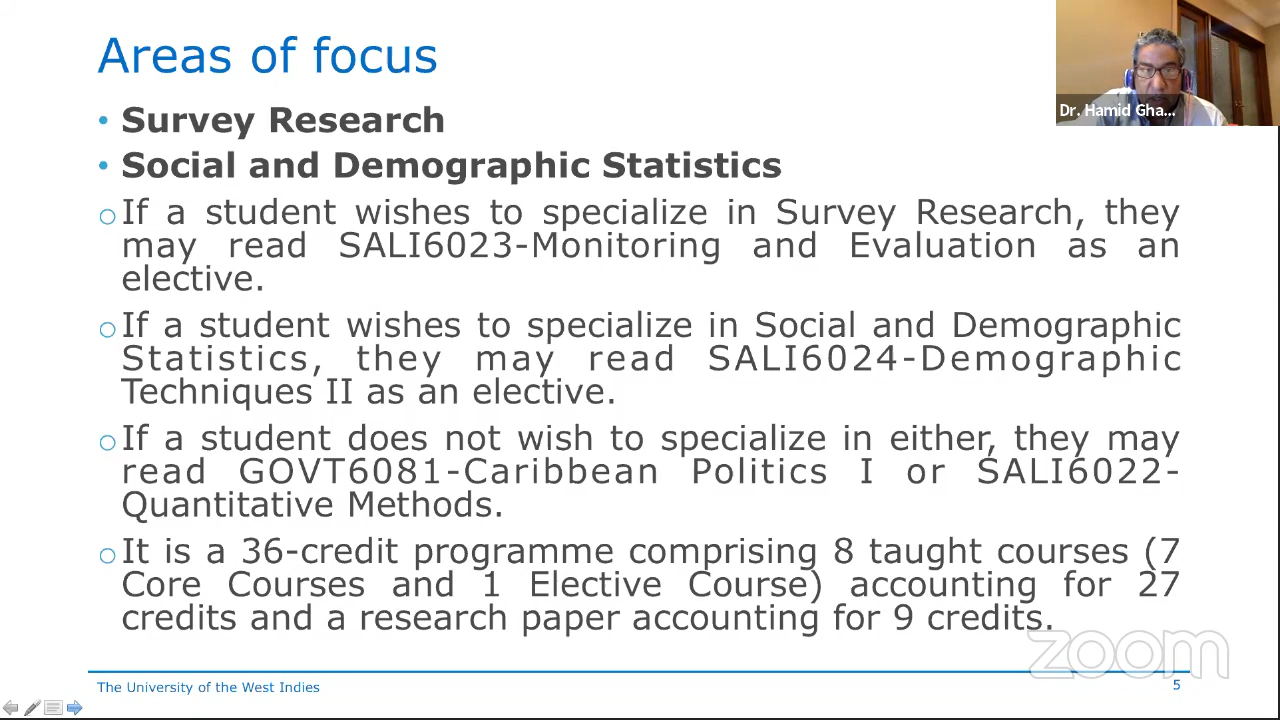 Areas of focus
Dr. Hamid Gha...
• Survey Research
• Social and Demographic Statistics
o If a student wishes to specialize in Survey Research, they
may read SALI6023-Monitoring and Evaluation as an
elective.
o If a student wishes to specialize in Social and Demographic
Statistics, they may read SALI6024-Demographic
Techniques II as an elective.
o If a student does not wish to specialize in either, they may
read GOVT6081-Caribbean Politics I or SALI6022-
Quantitative Methods.
o It is a 36-credit programme comprising 8 taught courses (7
Core Courses and 1 Elective Course) accounting for 27
credits and a research paper accounting for 9 credits.
zoom
The University of the West Indies
5